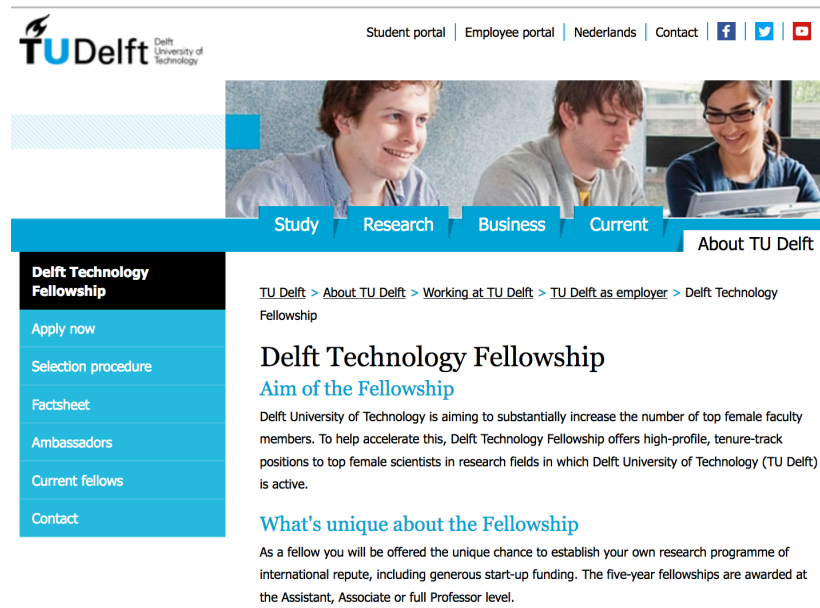 TU Delft
Delft
University of
Technology
Student portal
Employee portal
Nederlands
Contact
Study
Research
Business
Current
About TU Delft
Delft Technology
Fellowship
Apply now
Selection procedure
Factsheet
Ambassadors
Current fellows
Contact
TU Delft > About TU Delft > Working at TU Delft > TU Delft as employer > Delft Technology
Fellowship
Delft Technology Fellowship
Aim of the Fellowship
Delft University of Technology is aiming to substantially increase the number of top female faculty
members. To help accelerate this, Delft Technology Fellowship offers high-profile, tenure-track
positions to top female scientists in research fields in which Delft University of Technology (TU Delft)
is active.
What's unique about the Fellowship
As a fellow you will be offered the unique chance to establish your own research programme of
international repute, including generous start-up funding. The five-year fellowships are awarded at
the Assistant, Associate or full Professor level.